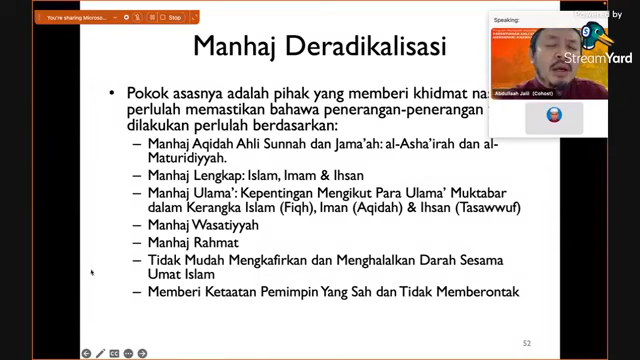 You're sharing Microso...
Stop
Speaking:
Powered by
StreamYard
Abdullaah Jalil (Cohost)
Manhaj Deradikalisasi
• Pokok asasnya adalah pihak yang memberi khidmat
perlulah memastikan bahawa penerangan-penerangan
dilakukan perlulah berdasarkan:
– Manhaj Aqidah Ahli Sunnah dan Jama'ah: al-Asha'irah dan al-
Maturidiyyah.
– Manhaj Lengkap: Islam, Imam & Ihsan
– Manhaj Ulama': Kepentingan Mengikut Para Ulama' Muktabar
dalam Kerangka Islam (Fiqh), Iman (Aqidah) & Ihsan (Tasawwuf)
– Manhaj Wasatiyyah
– Manhaj Rahmat
– Tidak Mudah Mengkafirkan dan Menghalalkan Darah Sesama
Umat Islam
– Memberi Ketaatan Pemimpin Yang Sah dan Tidak Memberontak
52